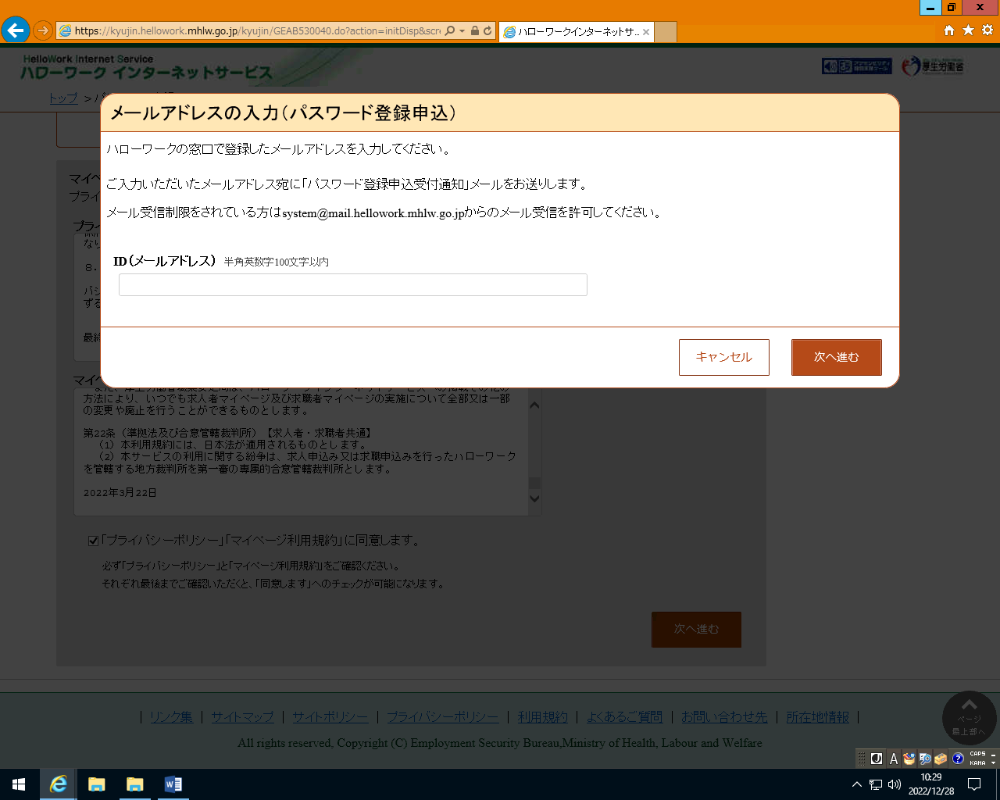 https://kyujin.hellowork.mhlw.go.jp/kyujin/GEAB530040.do?action=initDisp&scr
ハローワークインターネットサ...
HelloWork Internet Service
ハローワーク インターネットサービス
厚生労働省
トップ >
メールアドレスの入力(パスワード登録申込)
ハローワークの窓口で登録したメールアドレスを入力してください。
ご入力いただいたメールアドレス宛に「パスワード登録申込受付通知」メールをお送りします。
メール受信制限をされている方はsystem@mail.hellowork.mhlw.go.jpからのメール受信を許可してください。
ID(メールアドレス) 半角英数字100文字以内
キャンセル
次へ進む
マイペ
プライ
プライ
なり
8.
バシ
する
最終
マイペ
方法により、いつでも求人者マイページ及び求職者マイページの実施について全部又は一部
の変更や廃止を行うことができるものとします。
第22条（準拠法及び合意管轄裁判所）【求人者・求職者共通】
（1）本利用規約には、日本法が適用されるものとします。
（2）本サービスの利用に関する紛争は、求人申込み又は求職申込みを行ったハローワーク
を管轄する地方裁判所を第一審の専属的合意管轄裁判所とします。
2022年3月22日
「プライバシーポリシー」「マイページ利用規約」に同意します。
必ず「プライバシーポリシー」と「マイページ利用規約」をご確認ください。
それぞれ最後までご確認いただくと、「同意します」へのチェックが可能になります。
次へ進む
| リンク集 | サイトマップ | サイトポリシー | プライバシーポリシー | 利用規約 | よくあるご質問 | お問い合わせ先 | 所在地情報 |
All rights reserved, Copyright (C) Employment Security Bureau,Ministry of Health, Labour and Welfare
ページ
最上部へ
A
CAPS
KANA
10:29
2022/12/28